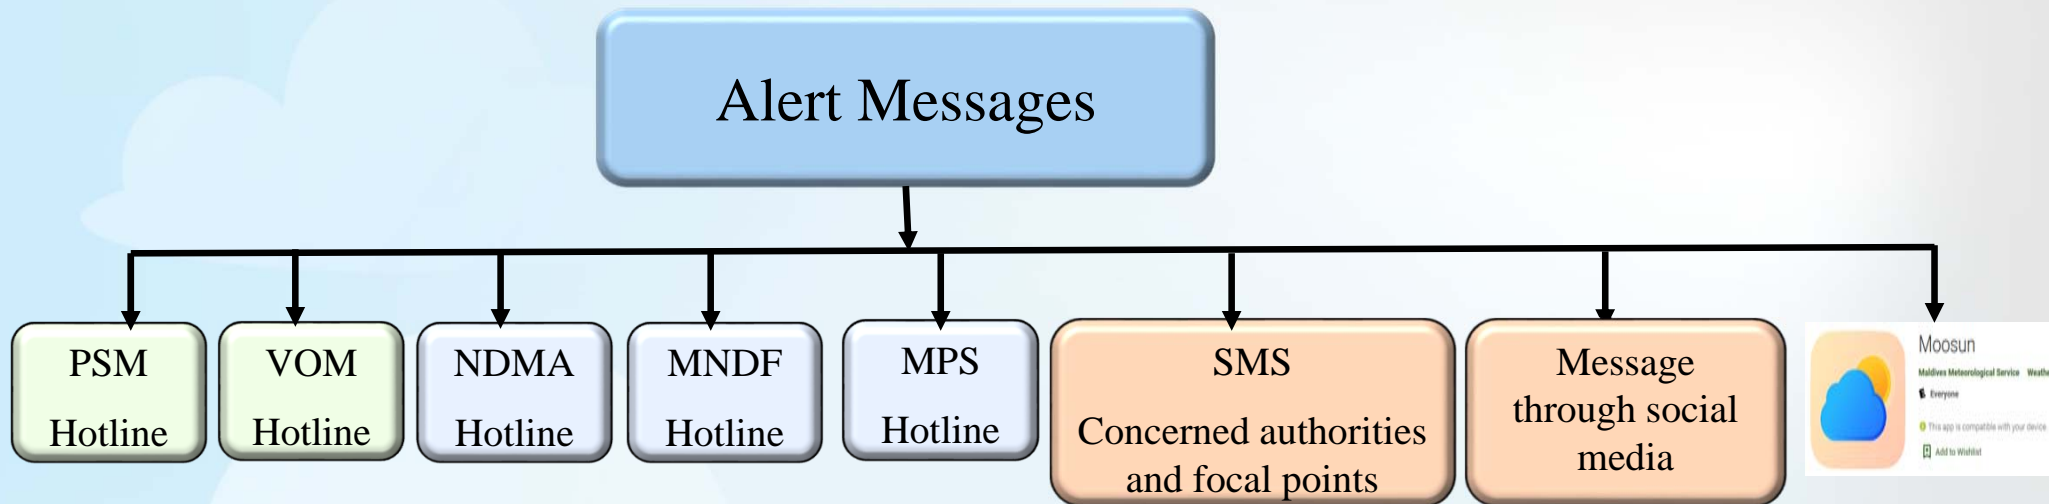 Alert Messages
PSM
Hotline
VOM
Hotline
NDMA
Hotline
MNDF
Hotline
MPS
Hotline
SMS
Concerned authorities
and focal points
Message
through social
media
Moosun
Maldives Meteorological Service
Everyone
This app is compatible with your device
Add to Wishlist